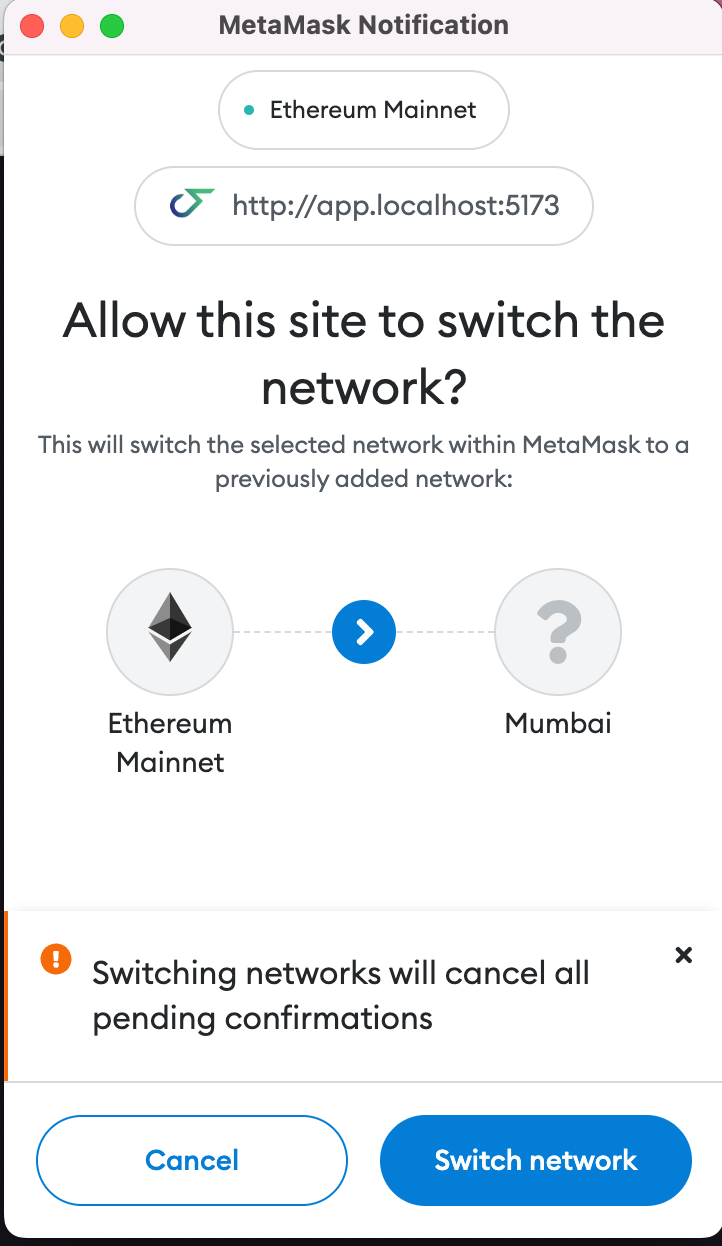 MetaMask Notification
Ethereum Mainnet
http://app.localhost:5173
Allow this site to switch the
network?
This will switch the selected network within MetaMask to a
previously added network:
?
Ethereum
Mainnet
Mumbai
Switching networks will cancel all
pending confirmations
Cancel
Switch network